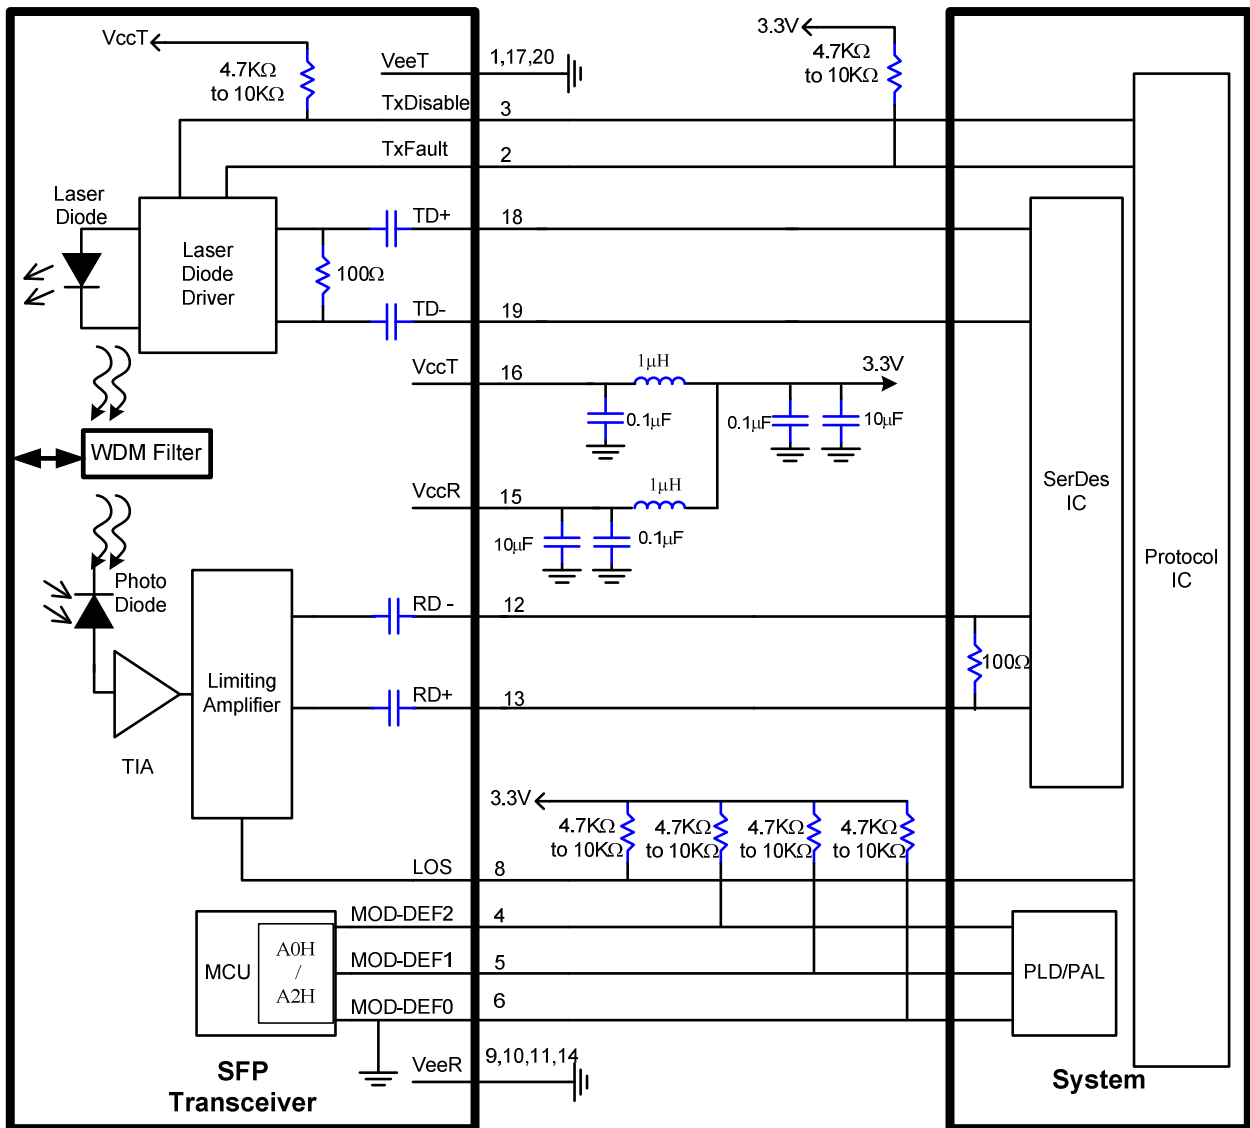 VccT
4.7KΩ
to 10KΩ
VeeT
1,17,20
3.3V
4.7KΩ
to 10KΩ
TxDisable
3
TxFault
2
Laser
Diode
Laser
Diode
Driver
TD+
18
100Ω
TD-
19
VccT
16
1μH
3.3V
0.1μF
0.1μF
10μF
WDM Filter
VccR
15
1μH
10μF
0.1μF
SerDes
IC
Protocol
IC
Photo
Diode
RD -
12
Limiting
Amplifier
RD+
13
100Ω
TIA
3.3V
4.7KΩ
to 10KΩ
4.7KΩ
to 10KΩ
4.7KΩ
to 10KΩ
4.7KΩ
to 10KΩ
LOS
8
MOD-DEF2
4
MCU
A0H
/
A2H
MOD-DEF1
5
PLD/PAL
MOD-DEF0
6
VeeR
9,10,11,14
SFP
Transceiver
System